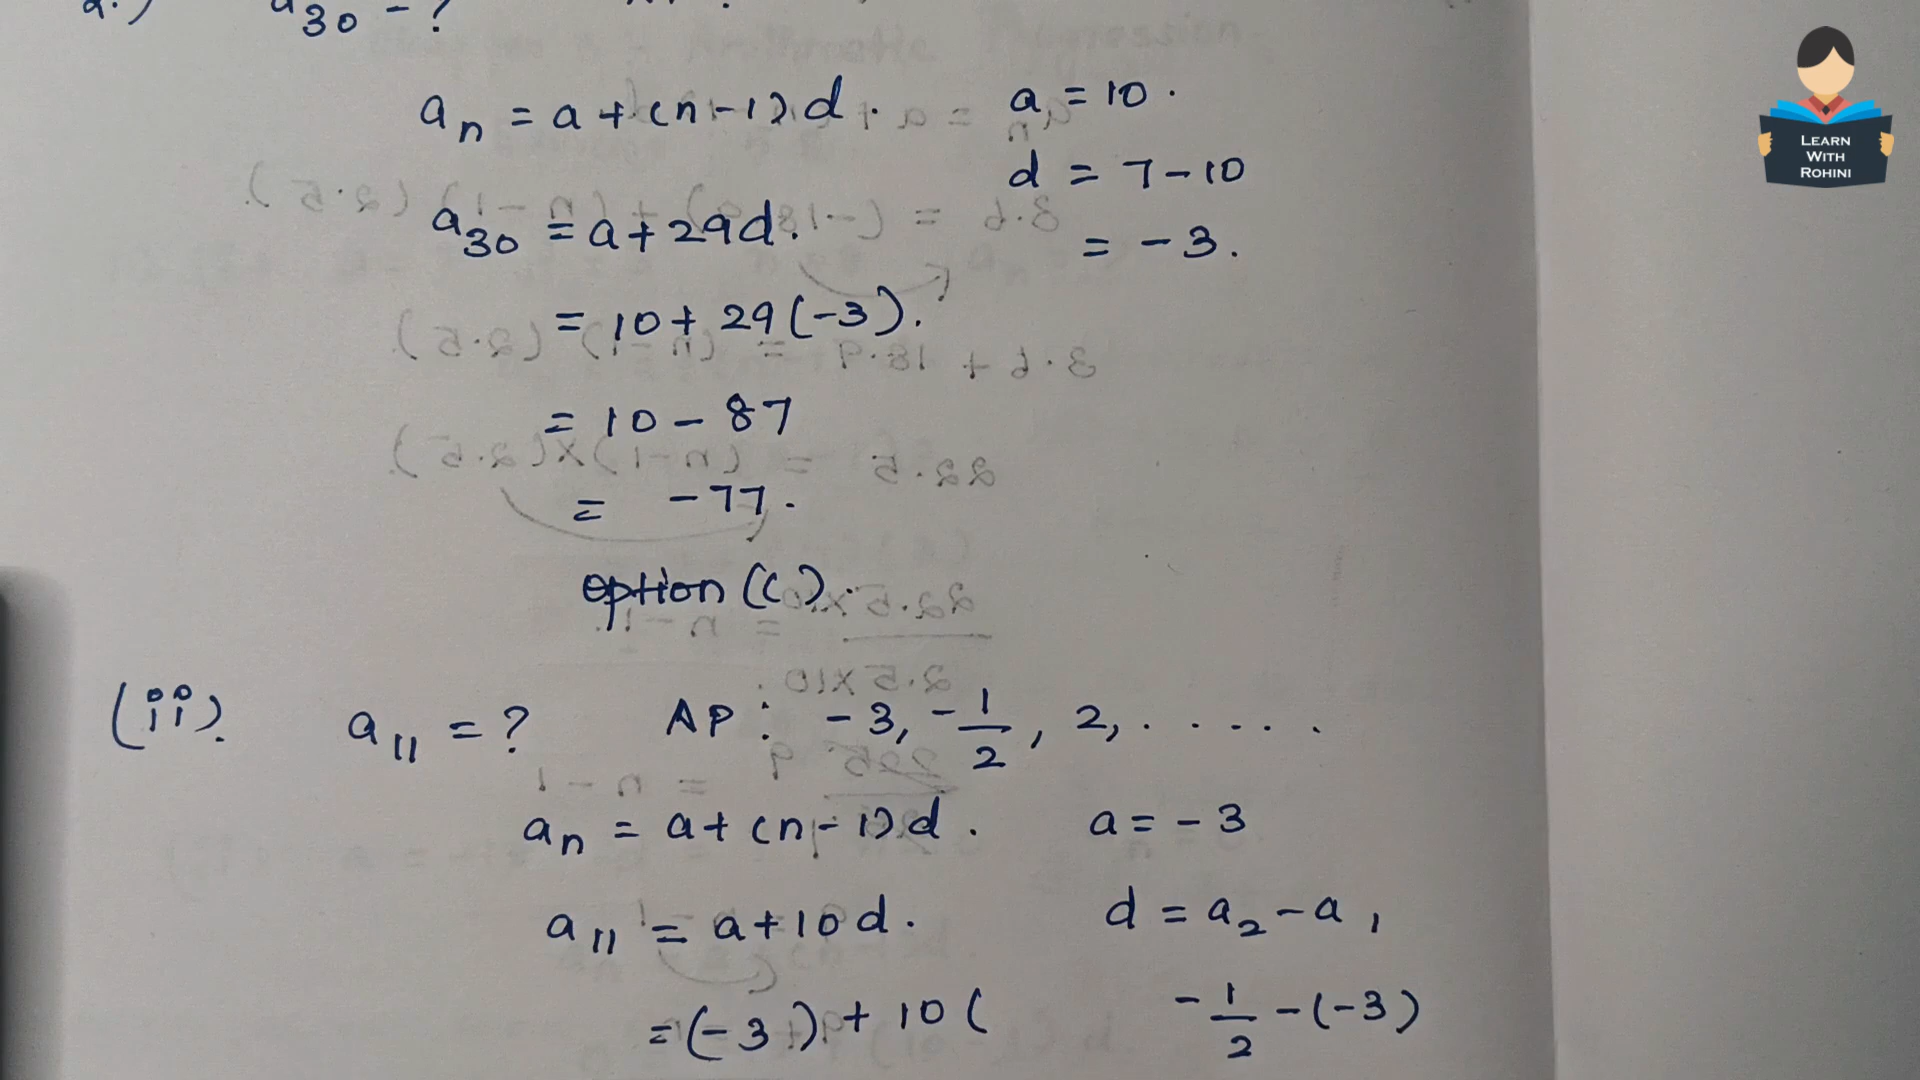 a30 = ?
an = a + (n-1)d. a = 10.
d = 7-10
a30 = a+29d.
= -3.
= 10+ 29(-3).
= 10 - 87
= -77.
option (c).
(ii). a11 = ? AP: -3, -1/2, 2, . . . . .
an = a+ (n-1)d. a = -3
a11 = a+10d. d = a2 - a1
= (-3) + 10 ( -1/2 - (-3)
LEARN
WITH
ROHINI